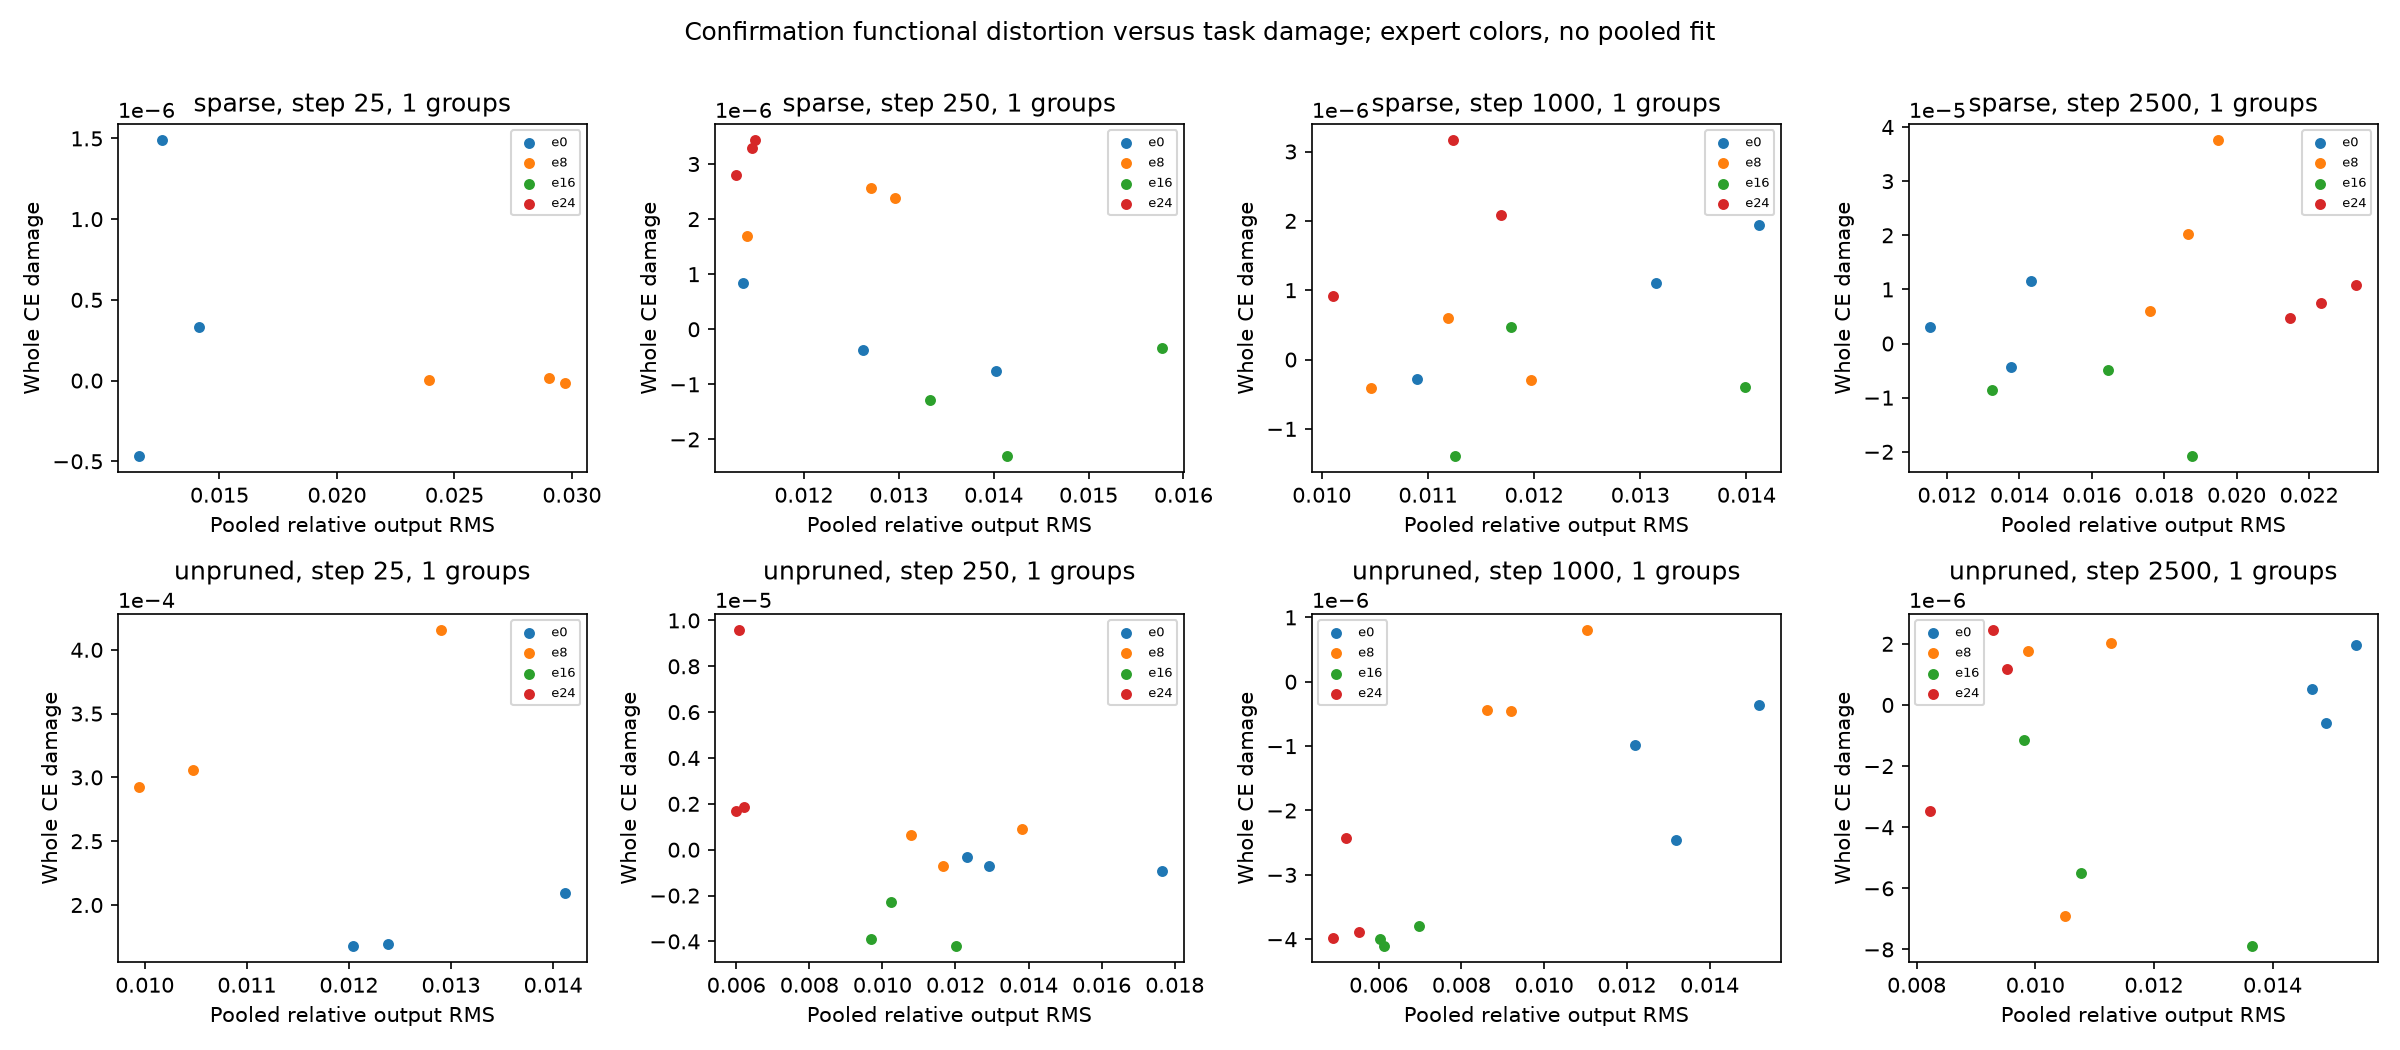 Confirmation functional distortion versus task damage; expert colors, no pooled fit
sparse, step 25, 1 groups
1e−6
1.5
1.0
0.5
0.0
−0.5
0.015
0.020
0.025
0.030
Whole CE damage
Pooled relative output RMS
e0
e8
e16
e24
sparse, step 250, 1 groups
1e−6
3
2
1
0
−1
−2
0.012
0.013
0.014
0.015
0.016
Whole CE damage
Pooled relative output RMS
e0
e8
e16
e24
sparse, step 1000, 1 groups
1e−6
3
2
1
0
−1
0.010
0.011
0.012
0.013
0.014
Whole CE damage
Pooled relative output RMS
e0
e8
e16
e24
sparse, step 2500, 1 groups
1e−5
4
3
2
1
0
−1
−2
0.012
0.014
0.016
0.018
0.020
0.022
Whole CE damage
Pooled relative output RMS
e0
e8
e16
e24
unpruned, step 25, 1 groups
1e−4
4.0
3.5
3.0
2.5
2.0
0.010
0.011
0.012
0.013
0.014
Whole CE damage
Pooled relative output RMS
e0
e8
e16
e24
unpruned, step 250, 1 groups
1e−5
1.0
0.8
0.6
0.4
0.2
0.0
−0.2
−0.4
0.006
0.008
0.010
0.012
0.014
0.016
0.018
Whole CE damage
Pooled relative output RMS
e0
e8
e16
e24
unpruned, step 1000, 1 groups
1e−6
1
0
−1
−2
−3
−4
0.006
0.008
0.010
0.012
0.014
Whole CE damage
Pooled relative output RMS
e0
e8
e16
e24
unpruned, step 2500, 1 groups
1e−6
2
0
−2
−4
−6
−8
0.008
0.010
0.012
0.014
Whole CE damage
Pooled relative output RMS
e0
e8
e16
e24